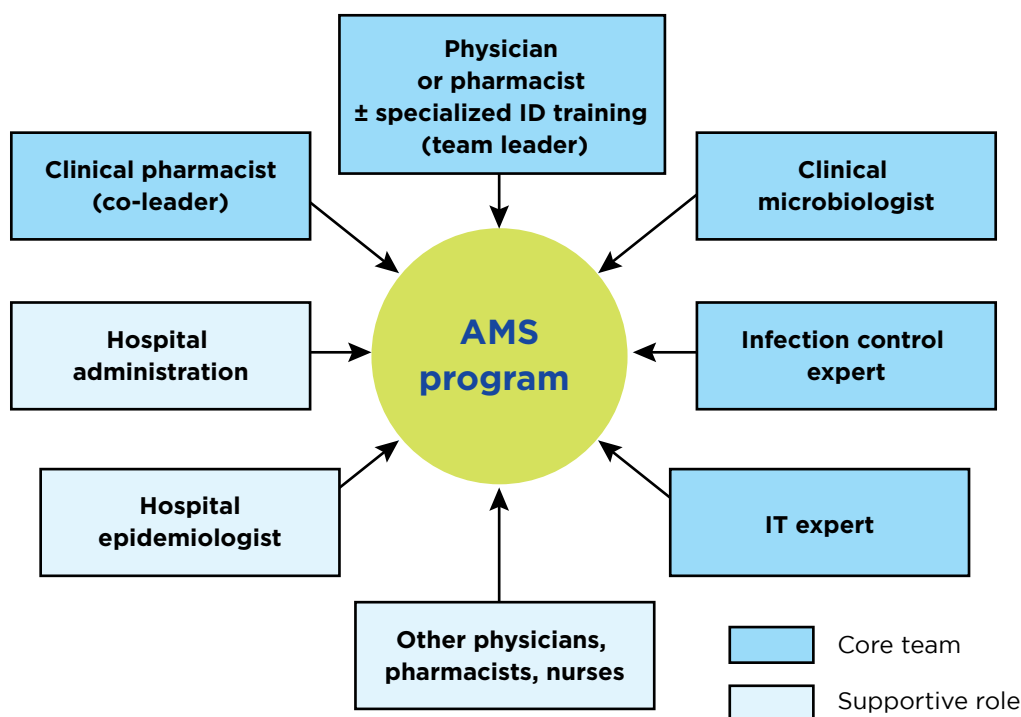 Physician
or pharmacist
± specialized ID training
(team leader)
Clinical pharmacist
(co-leader)
Clinical
microbiologist
Hospital
administration
AMS
program
Infection control
expert
Hospital
epidemiologist
IT expert
Other physicians,
pharmacists, nurses
Core team
Supportive role